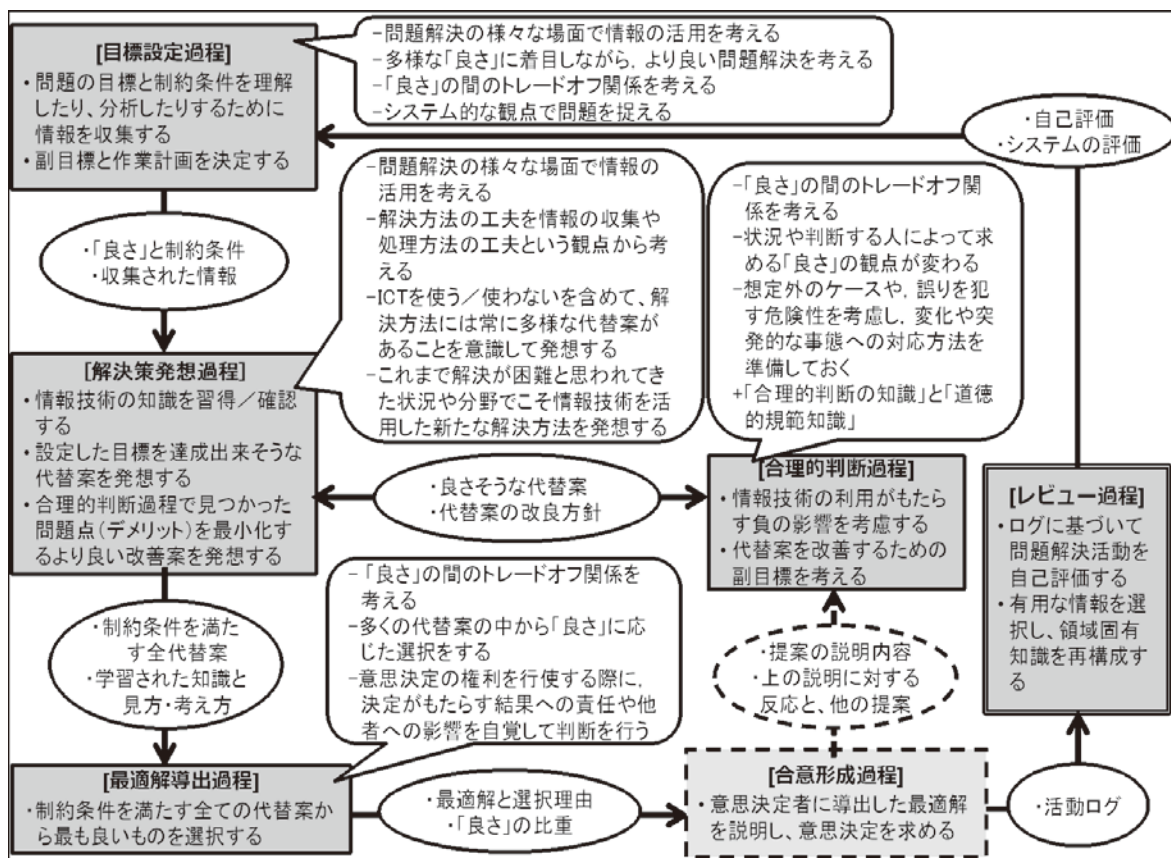 [目標設定過程]
・問題の目標と制約条件を理解
したり、分析したりするために
情報を収集する
・副目標と作業計画を決定する
−問題解決の様々な場面で情報の活用を考える
−多様な「良さ」に着目しながら，より良い問題解決を考える
−「良さ」の間のトレードオフ関係を考える
−システム的な観点で問題を捉える
・自己評価
・システムの評価
・「良さ」と制約条件
・収集された情報
−問題解決の様々な場面で情報の
活用を考える
−解決方法の工夫を情報の収集や
処理方法の工夫という観点から考
える
−ICTを使う／使わないを含めて、解
決方法には常に多様な代替案が
あることを意識して発想する
−これまで解決が困難と思われてき
た状況や分野でこそ情報技術を活
用した新たな解決方法を発想する
−「良さ」の間のトレードオフ関
係を考える
−状況や判断する人によって求
める「良さ」の観点が変わる
−想定外のケースや，誤りを犯
す危険性を考慮し，変化や突
発的な事態への対応方法を
準備しておく
+「合理的判断の知識」と「道徳
的規範知識」
[解決策発想過程]
・情報技術の知識を習得／確認
する
・設定した目標を達成出来そうな
代替案を発想する
・合理的判断過程で見つかった
問題点(デメリット)を最小化す
るより良い改善案を発想する
・良さそうな代替案
・代替案の改良方針
[合理的判断過程]
・情報技術の利用がもたら
す負の影響を考慮する
・代替案を改善するための
副目標を考える
[レビュー過程]
・ログに基づいて
問題解決活動を
自己評価する
・有用な情報を選
択し、領域固有
知識を再構成す
る
・制約条件を満た
す全代替案
・学習された知識と
見方・考え方
−「良さ」の間のトレードオフ関係を
考える
−多くの代替案の中から「良さ」に応
じた選択をする
−意思決定の権利を行使する際に，
決定がもたらす結果への責任や他
者への影響を自覚して判断を行う
・提案の説明内容
・上の説明に対する
反応と、他の提案
[最適解導出過程]
・制約条件を満たす全ての代替案か
ら最も良いものを選択する
・最適解と選択理由
・「良さ」の比重
[合意形成過程]
・意思決定者に導出した最適解
を説明し、意思決定を求める
・活動ログ